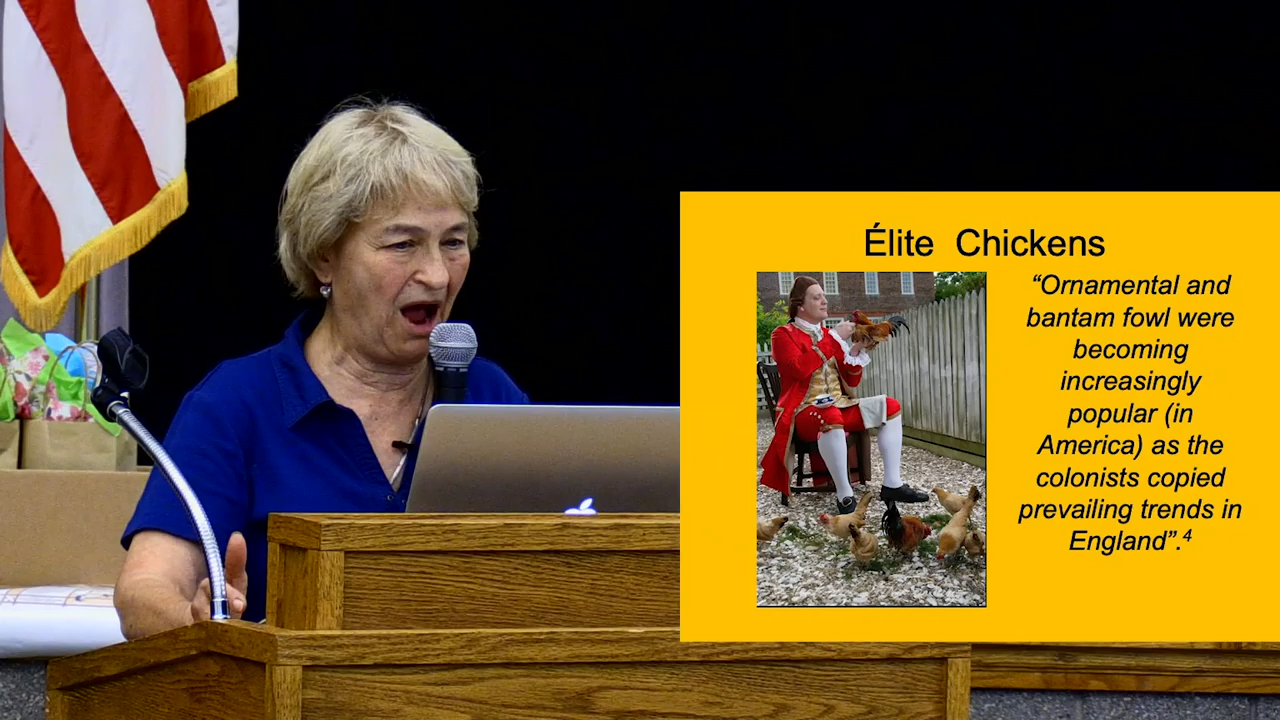 Élite Chickens
“Ornamental and
bantam fowl were
becoming
increasingly
popular (in
America) as the
colonists copied
prevailing trends in
England”.4